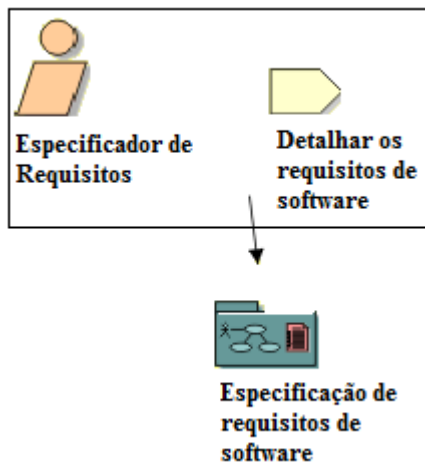 Especificador de
Requisitos
Detalhar os
requisitos de
software
Especificação de
requisitos de
software